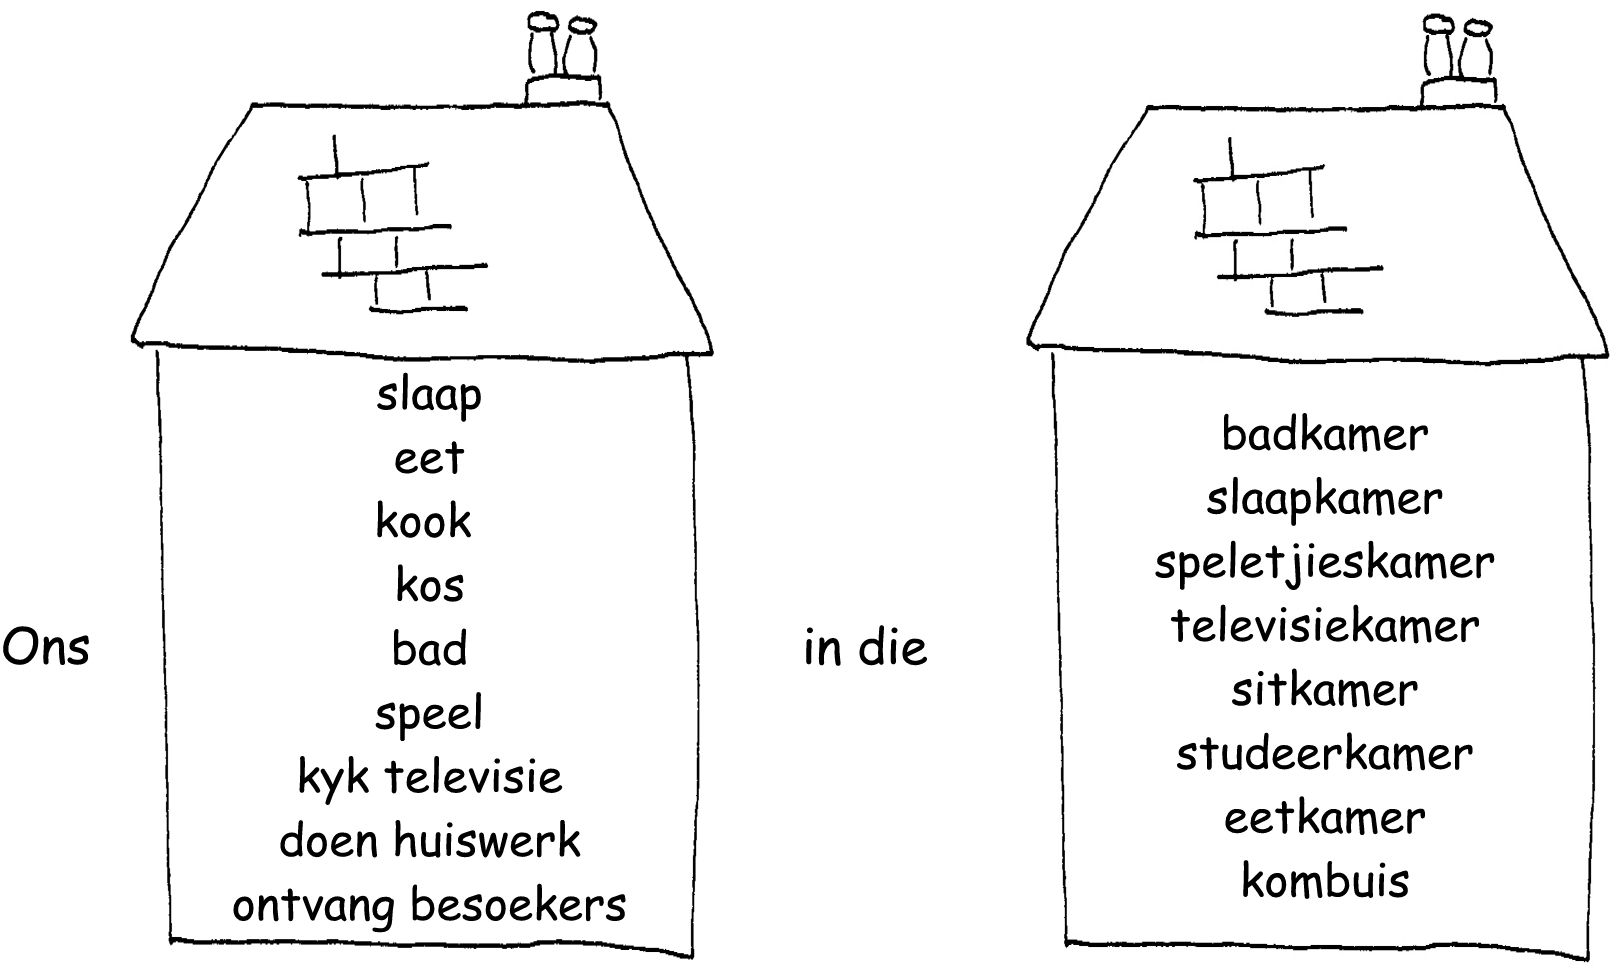 Ons
slaap
eet
kook
kos
bad
speel
kyk televisie
doen huiswerk
ontvang besoekers
in die
badkamer
slaapkamer
speletjieskamer
televisiekamer
sitkamer
studeerkamer
eetkamer
kombuis